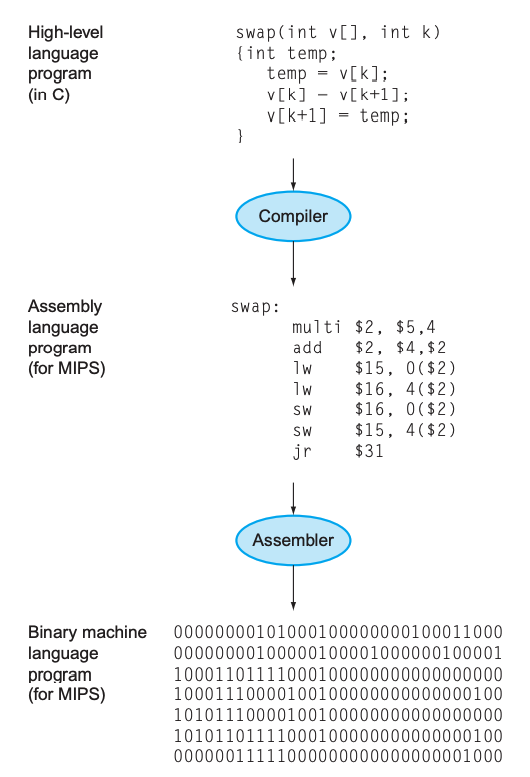 High-level
language
program
(in C)
swap(int v[], int k)
{int temp;
temp = v[k];
v[k] – v[k+1];
v[k+1] = temp;
}
Compiler
Assembly
language
program
(for MIPS)
swap:
multi $2, $5,4
add $2, $4,$2
lw $15, 0($2)
lw $16, 4($2)
sw $16, 0($2)
sw $15, 4($2)
jr $31
Assembler
Binary machine
language
program
(for MIPS)
00000000101000100000000100011000
00000000100000100001000000100001
10001101111000100000000000000000
10001110000100100000000000000100
10101110000100100000000000000000
10101101111000100000000000000100
00000011111000000000000000001000